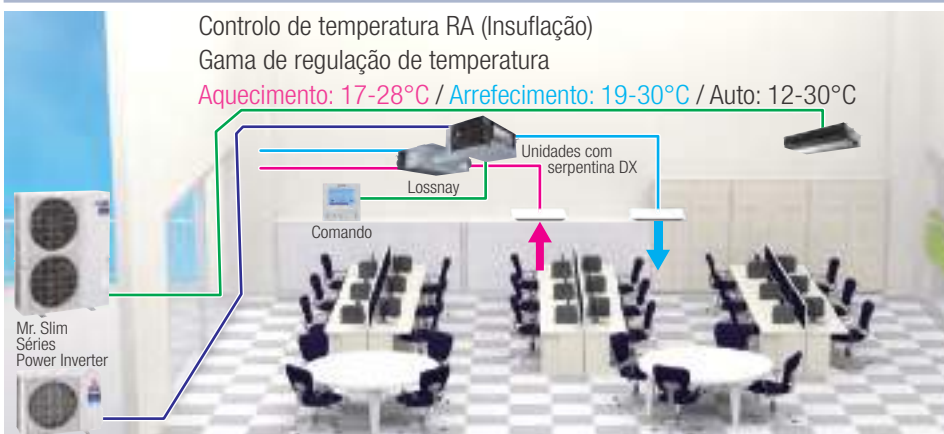 Controlo de temperatura RA (Insuflação)
Gama de regulação de temperatura
Aquecimento: 17-28°C / Arrefecimento: 19-30°C / Auto: 12-30°C
Unidades com
serpentina DX
Lossnay
Comando
Mr. Slim
Séries
Power Inverter